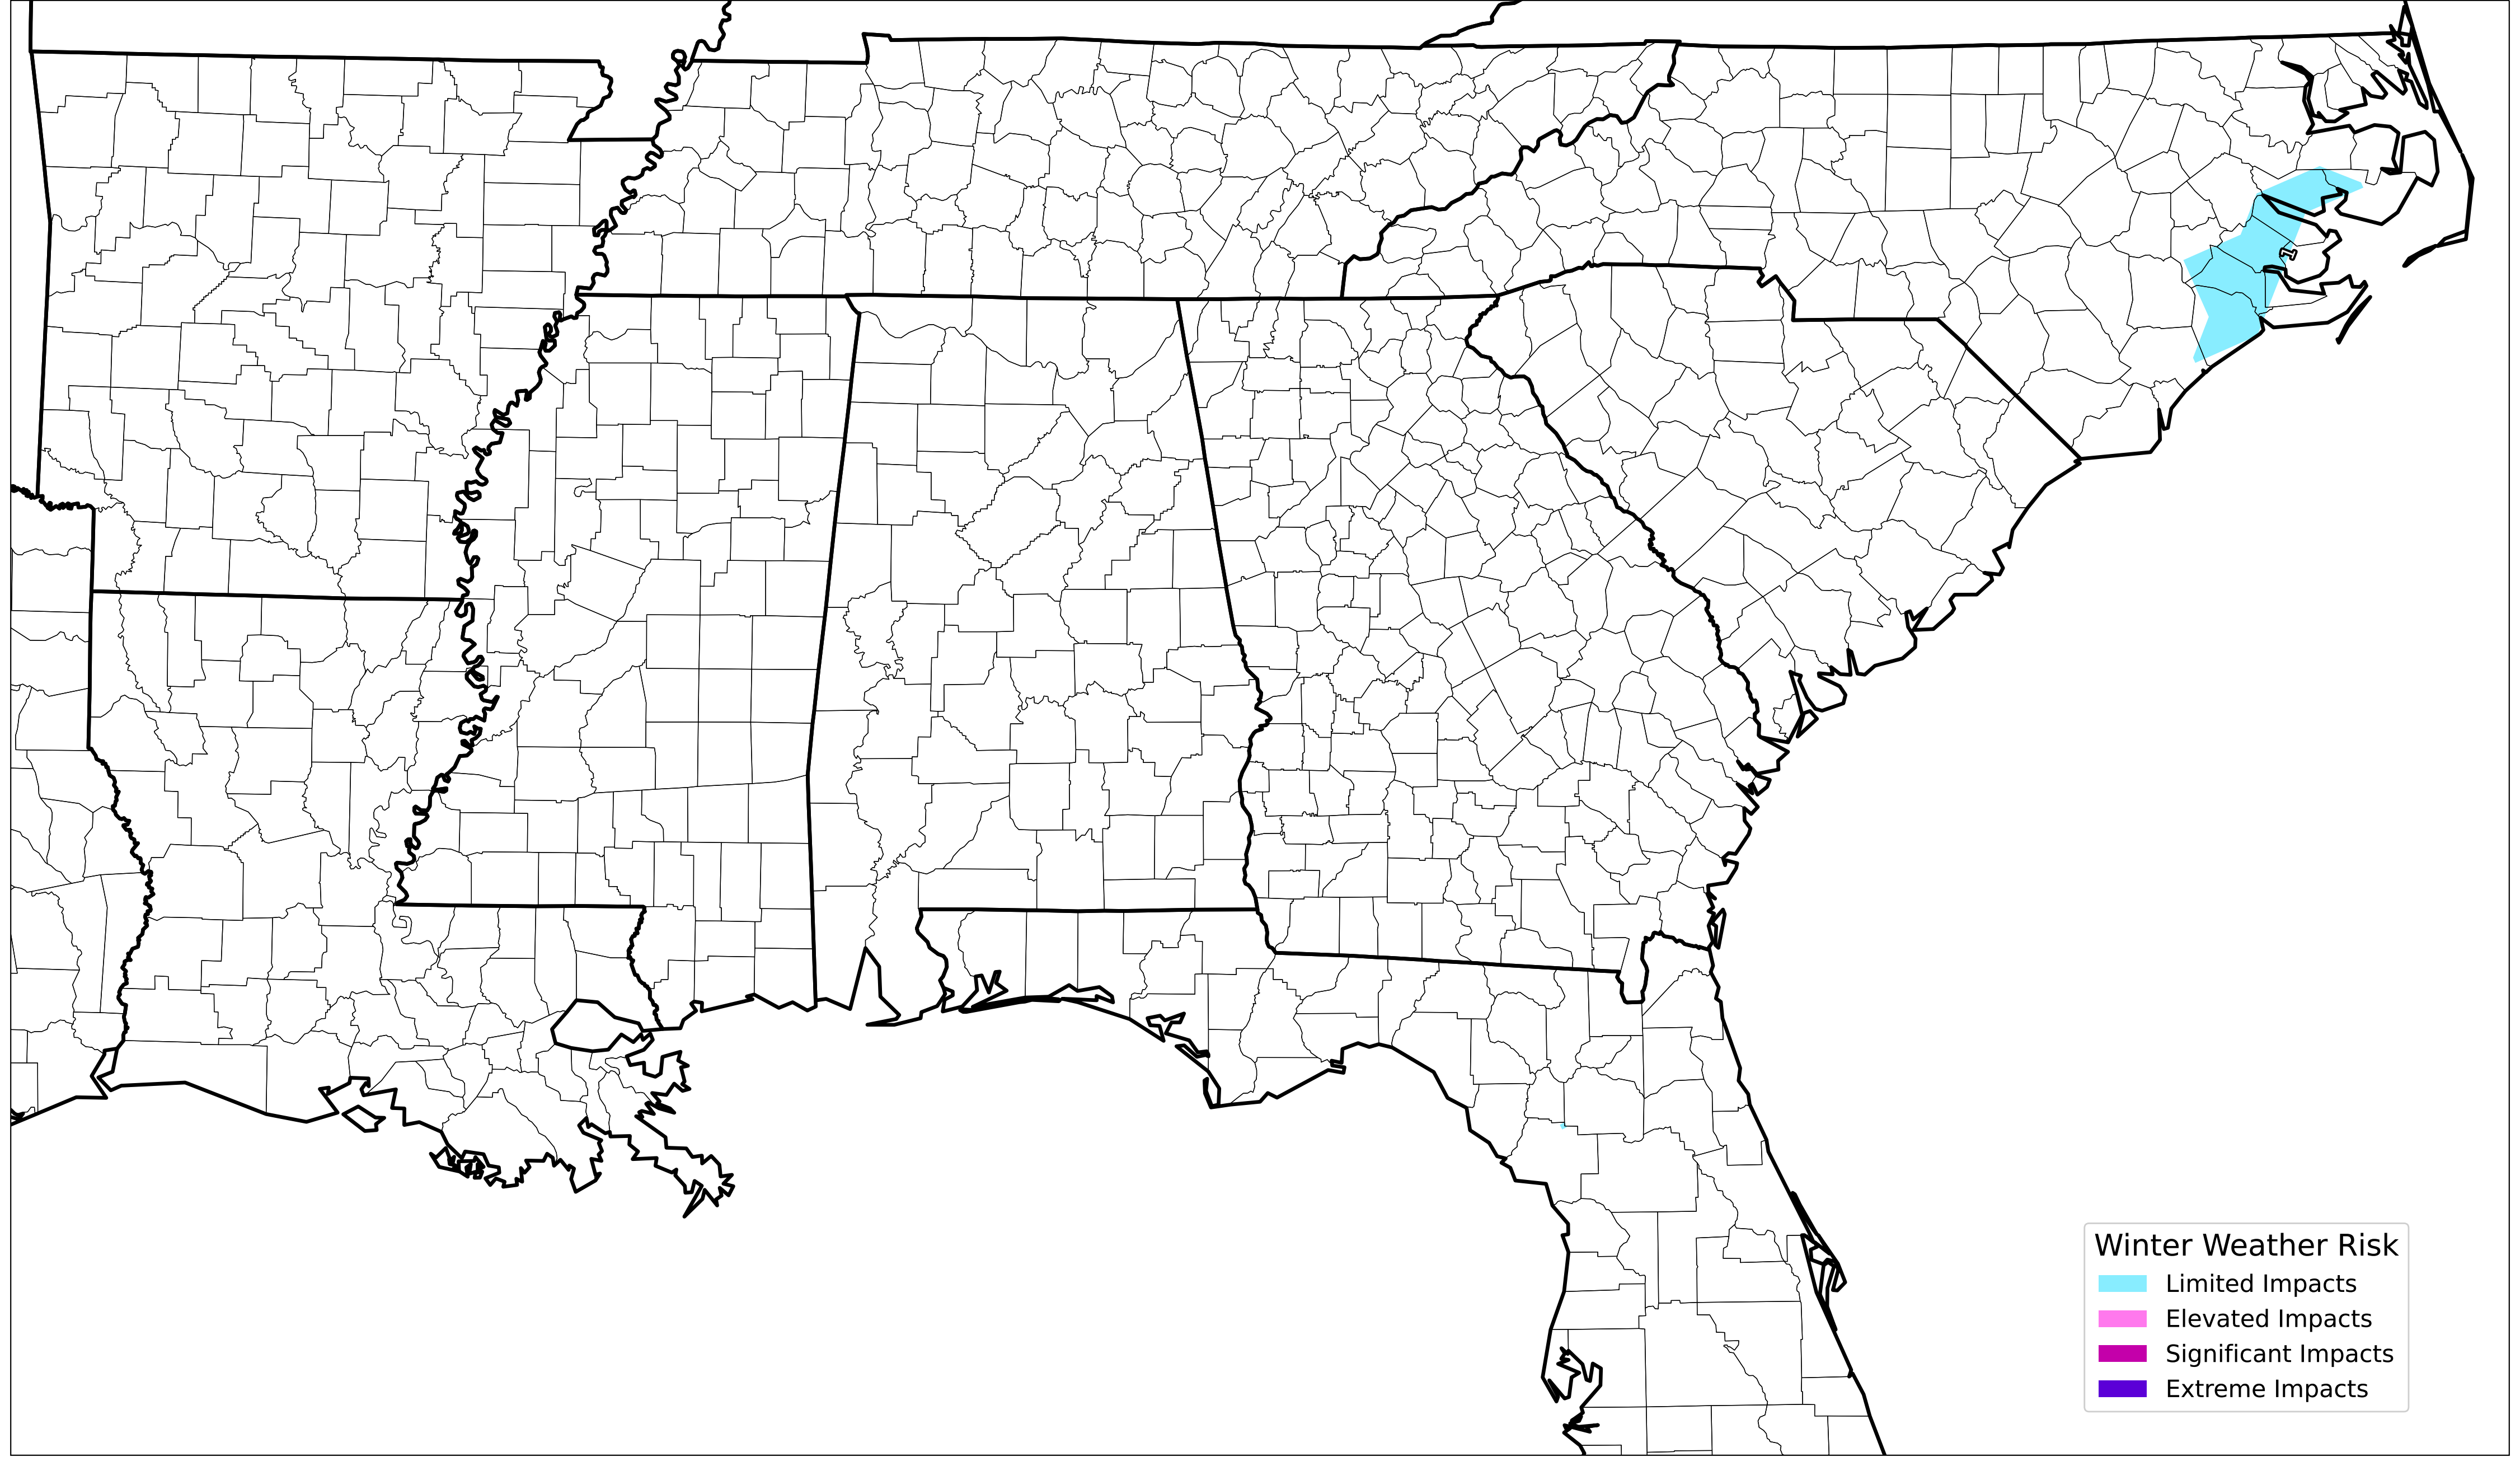 Winter Weather Risk
Limited Impacts
Elevated Impacts
Significant Impacts
Extreme Impacts